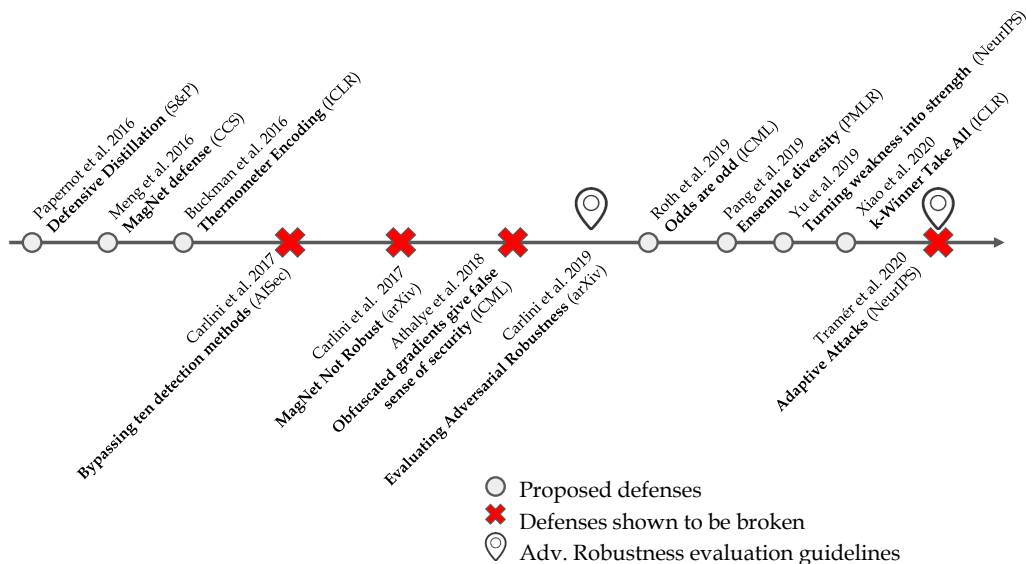 Papernot et al. 2016
Defensive Distillation (S&P)
Meng et al. 2016
MagNet defense (CCS)
Buckman et al. 2016
Thermometer Encoding (ICLR)
Carlini et al. 2017
Bypassing ten detection methods (AISec)
Carlini et al. 2017
MagNet Not Robust (arXiv)
Athalye et al. 2018
Obfuscated gradients give false
sense of security (ICML)
Carlini et al. 2019
Evaluating Adversarial Robustness (arXiv)
Roth et al. 2019
Odds are odd (ICML)
Pang et al. 2019
Ensemble diversity (PMLR)
Yu et al. 2019
Turning weakness into strength (NeurIPS)
Xiao et al. 2020
k-Winner Take All (ICLR)
Tramér et al. 2020
Adaptive Attacks (NeurIPS)
Proposed defenses
Defenses shown to be broken
Adv. Robustness evaluation guidelines